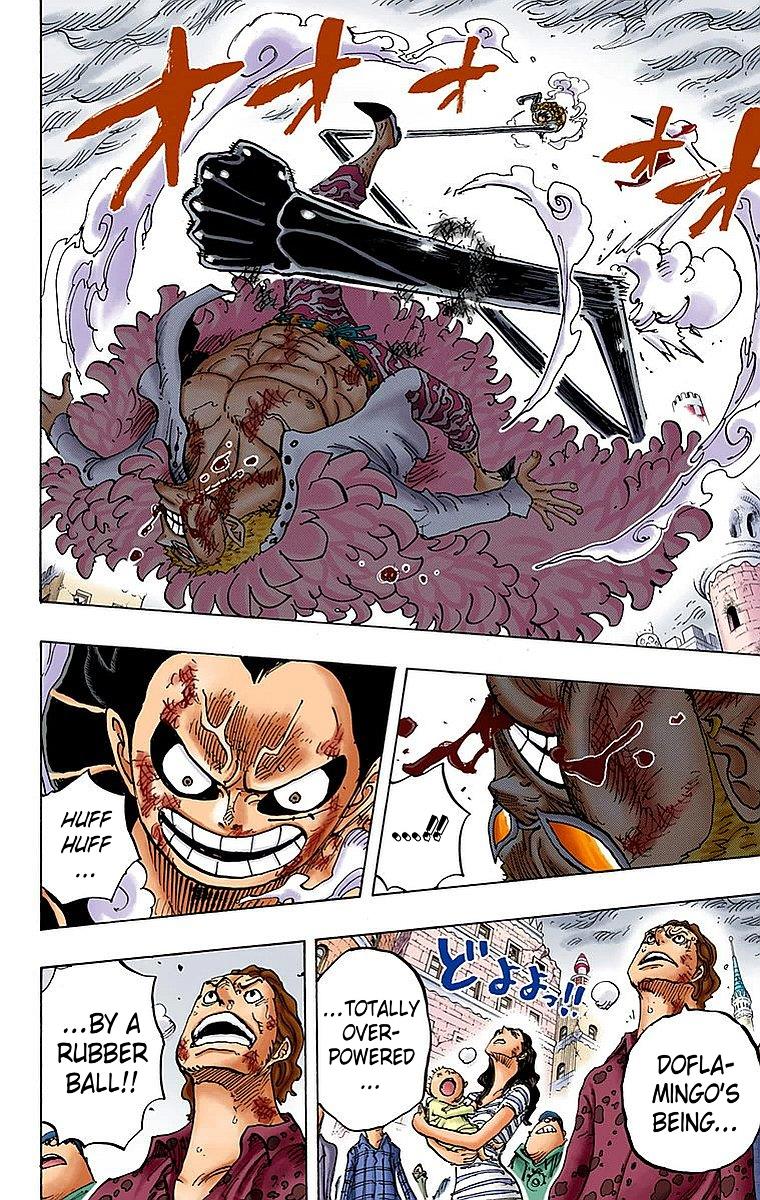 オオオオオ
...!!
HUFF
HUFF
...
どよよっ!!
DOFLA-
MINGO'S
BEING...
...TOTALLY
OVER-
POWERED
...
...BY A
RUBBER
BALL!!